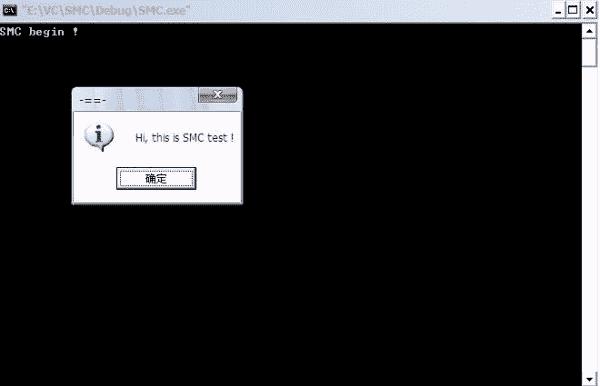 "E:\VC\SMC\Debug\SMC.exe"
SMC begin !
-==-
Hi, this is SMC test !
确定